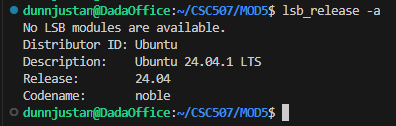 dunnjustan@DadaOffice:~/CSC507/MOD5$ lsb_release -a
No LSB modules are available.
Distributor ID: Ubuntu
Description:    Ubuntu 24.04.1 LTS
Release:        24.04
Codename:       noble
dunnjustan@DadaOffice:~/CSC507/MOD5$